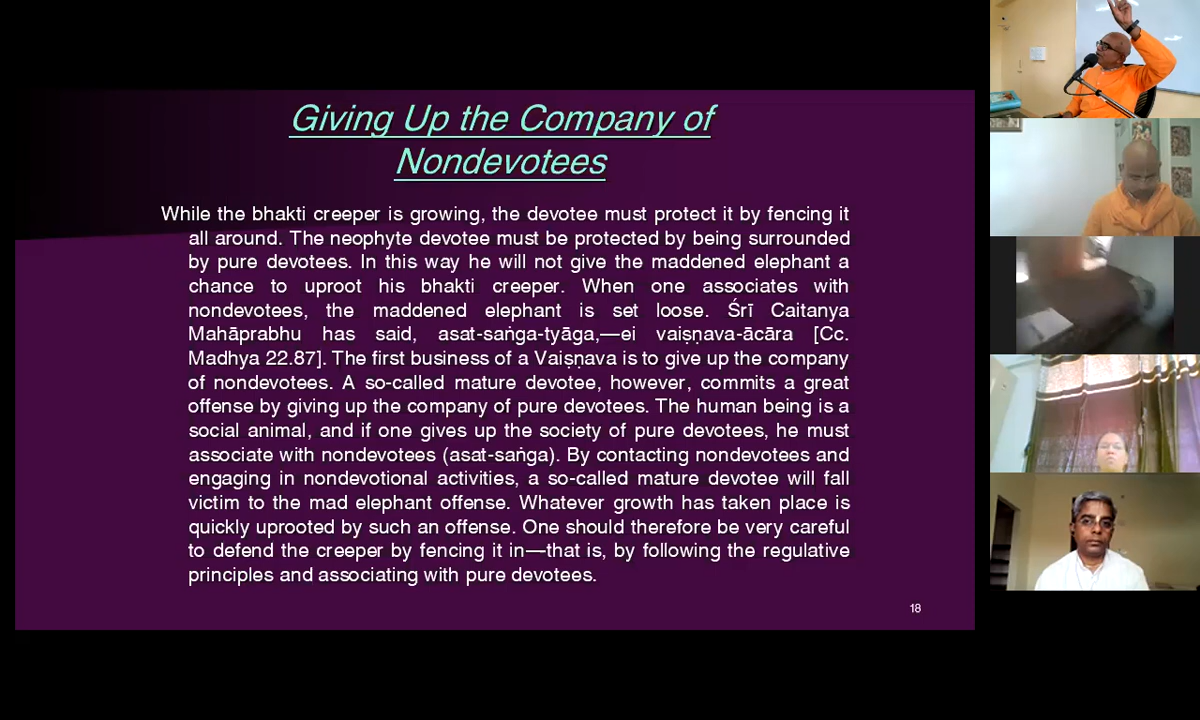 Giving Up the Company of
Nondevotees
While the bhakti creeper is growing, the devotee must protect it by fencing it
all around. The neophyte devotee must be protected by being surrounded
by pure devotees. In this way he will not give the maddened elephant a
chance to uproot his bhakti creeper. When one associates with
nondevotees, the maddened elephant is set loose. Śrī Caitanya
Mahāprabhu has said, asat-saṅga-tyāga,—ei vaiṣṇava-ācāra [Cc.
Madhya 22.87]. The first business of a Vaiṣṇava is to give up the company
of nondevotees. A so-called mature devotee, however, commits a great
offense by giving up the company of pure devotees. The human being is a
social animal, and if one gives up the society of pure devotees, he must
associate with nondevotees (asat-saṅga). By contacting nondevotees and
engaging in nondevotional activities, a so-called mature devotee will fall
victim to the mad elephant offense. Whatever growth has taken place is
quickly uprooted by such an offense. One should therefore be very careful
to defend the creeper by fencing it in—that is, by following the regulative
principles and associating with pure devotees.
18